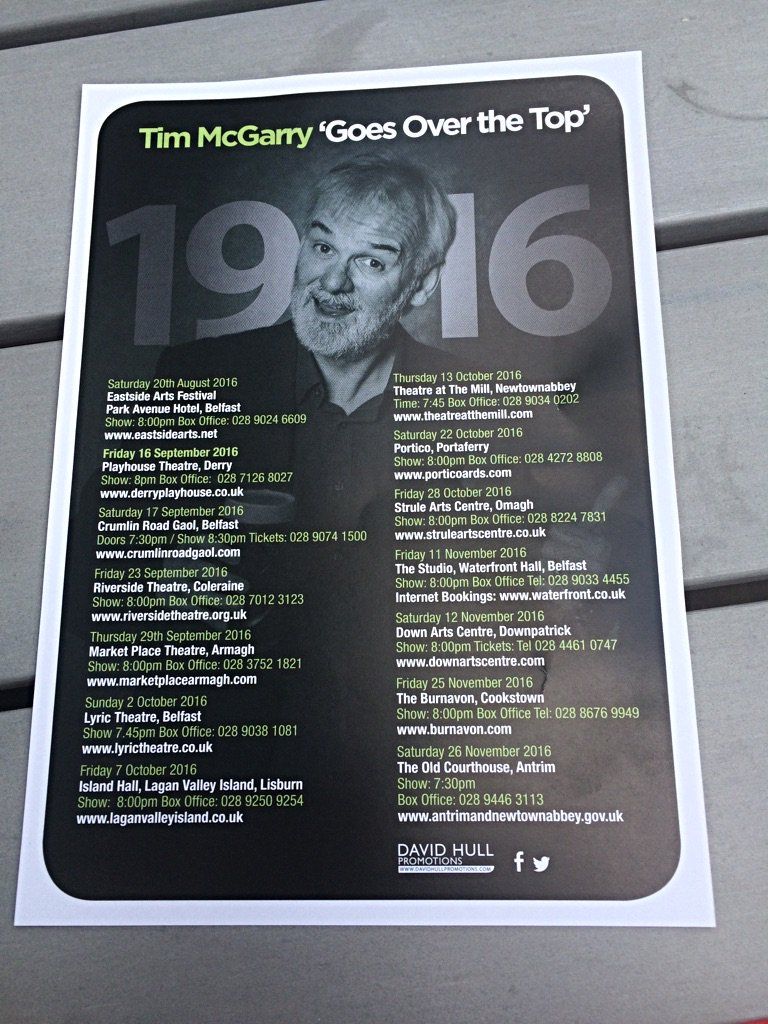 Tim McGarry ‘Goes Over the Top’
1916
Saturday 20th August 2016
Eastside Arts Festival
Park Avenue Hotel, Belfast
Show: 8:00pm Box Office: 028 9024 6609
www.eastsidearts.net
Friday 16 September 2016
Playhouse Theatre, Derry
Show: 8pm Box Office: 028 7126 8027
www.derryplayhouse.co.uk
Saturday 17 September 2016
Crumlin Road Gaol, Belfast
Doors 7:30pm / Show 8:30pm Tickets: 028 9074 1500
www.crumlinroadgaol.com
Friday 23 September 2016
Riverside Theatre, Coleraine
Show: 8:00pm Box Office: 028 7012 3123
www.riversidetheatre.org.uk
Thursday 29th September 2016
Market Place Theatre, Armagh
Show: 8:00pm Box Office: 028 3752 1821
www.marketplacearmagh.com
Sunday 2 October 2016
Lyric Theatre, Belfast
Show 7.45pm Box Office: 028 9038 1081
www.lyrictheatre.co.uk
Friday 7 October 2016
Island Hall, Lagan Valley Island, Lisburn
Show: 8:00pm Box Office: 028 9250 9254
www.laganvalleyisland.co.uk
Thursday 13 October 2016
Theatre at The Mill, Newtownabbey
Time: 7:45 Box Office: 028 9034 0202
www.theatreatthemill.com
Saturday 22 October 2016
Portico, Portaferry
Show: 8:00pm Box Office: 028 4272 8808
www.porticoards.com
Friday 28 October 2016
Strule Arts Centre, Omagh
Show: 8:00pm Box Office: 028 8224 7831
www.struleartscentre.co.uk
Friday 11 November 2016
The Studio, Waterfront Hall, Belfast
Show: 8:00pm Box Office Tel: 028 9033 4455
Internet Bookings: www.waterfront.co.uk
Saturday 12 November 2016
Down Arts Centre, Downpatrick
Show: 8:00pm Tickets: Tel 028 4461 0747
www.downartscentre.com
Friday 25 November 2016
The Burnavon, Cookstown
Show: 8:00pm Box Office Tel: 028 8676 9949
www.burnavon.com
Saturday 26 November 2016
The Old Courthouse, Antrim
Show: 7:30pm
Box Office: 028 9446 3113
www.antrimandnewtownabbey.gov.uk
DAVID HULL
PROMOTIONS
WWW.DAVIDHULLPROMOTIONS.COM